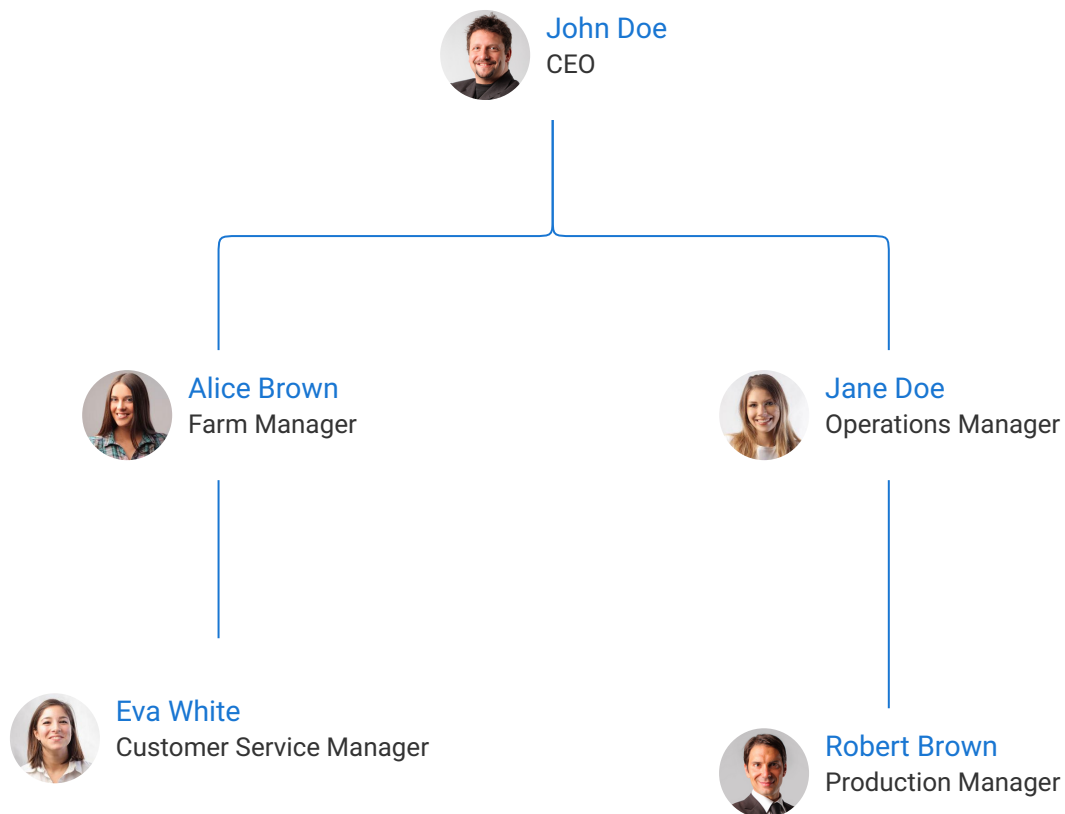 John Doe
CEO
Alice Brown
Farm Manager
Jane Doe
Operations Manager
Eva White
Customer Service Manager
Robert Brown
Production Manager